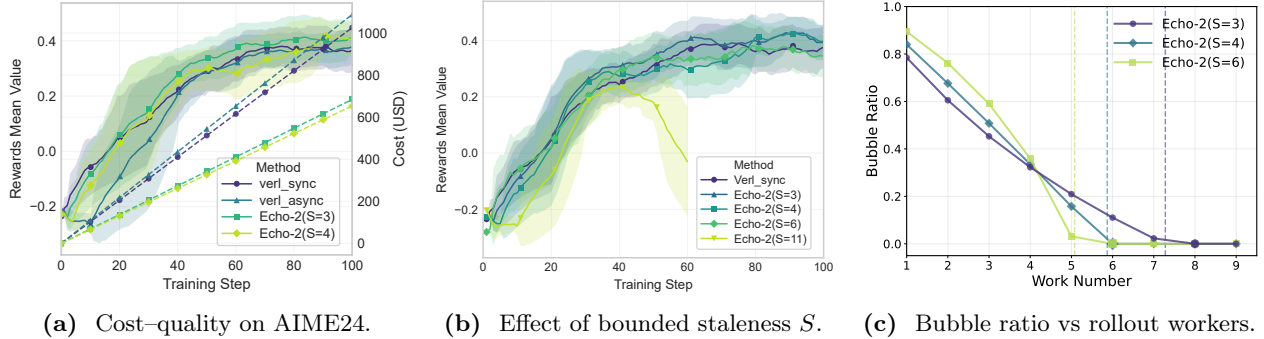 Rewards Mean Value
0.4
0.2
0.0
−0.2
0
20
40
60
80
100
Training Step
1000
800
600
400
200
0
Cost (USD)
Method
verl_sync
verl_async
Echo-2(S=3)
Echo-2(S=4)
(a) Cost–quality on AIME24.
Rewards Mean Value
0.4
0.2
0.0
−0.2
0
20
40
60
80
100
Training Step
Method
Verl_sync
Echo-2(S=3)
Echo-2(S=4)
Echo-2(S=6)
Echo-2(S=11)
(b) Effect of bounded staleness S.
Bubble Ratio
1.0
0.8
0.6
0.4
0.2
0.0
1
2
3
4
5
6
7
8
9
Work Number
Echo-2(S=3)
Echo-2(S=4)
Echo-2(S=6)
(c) Bubble ratio vs rollout workers.